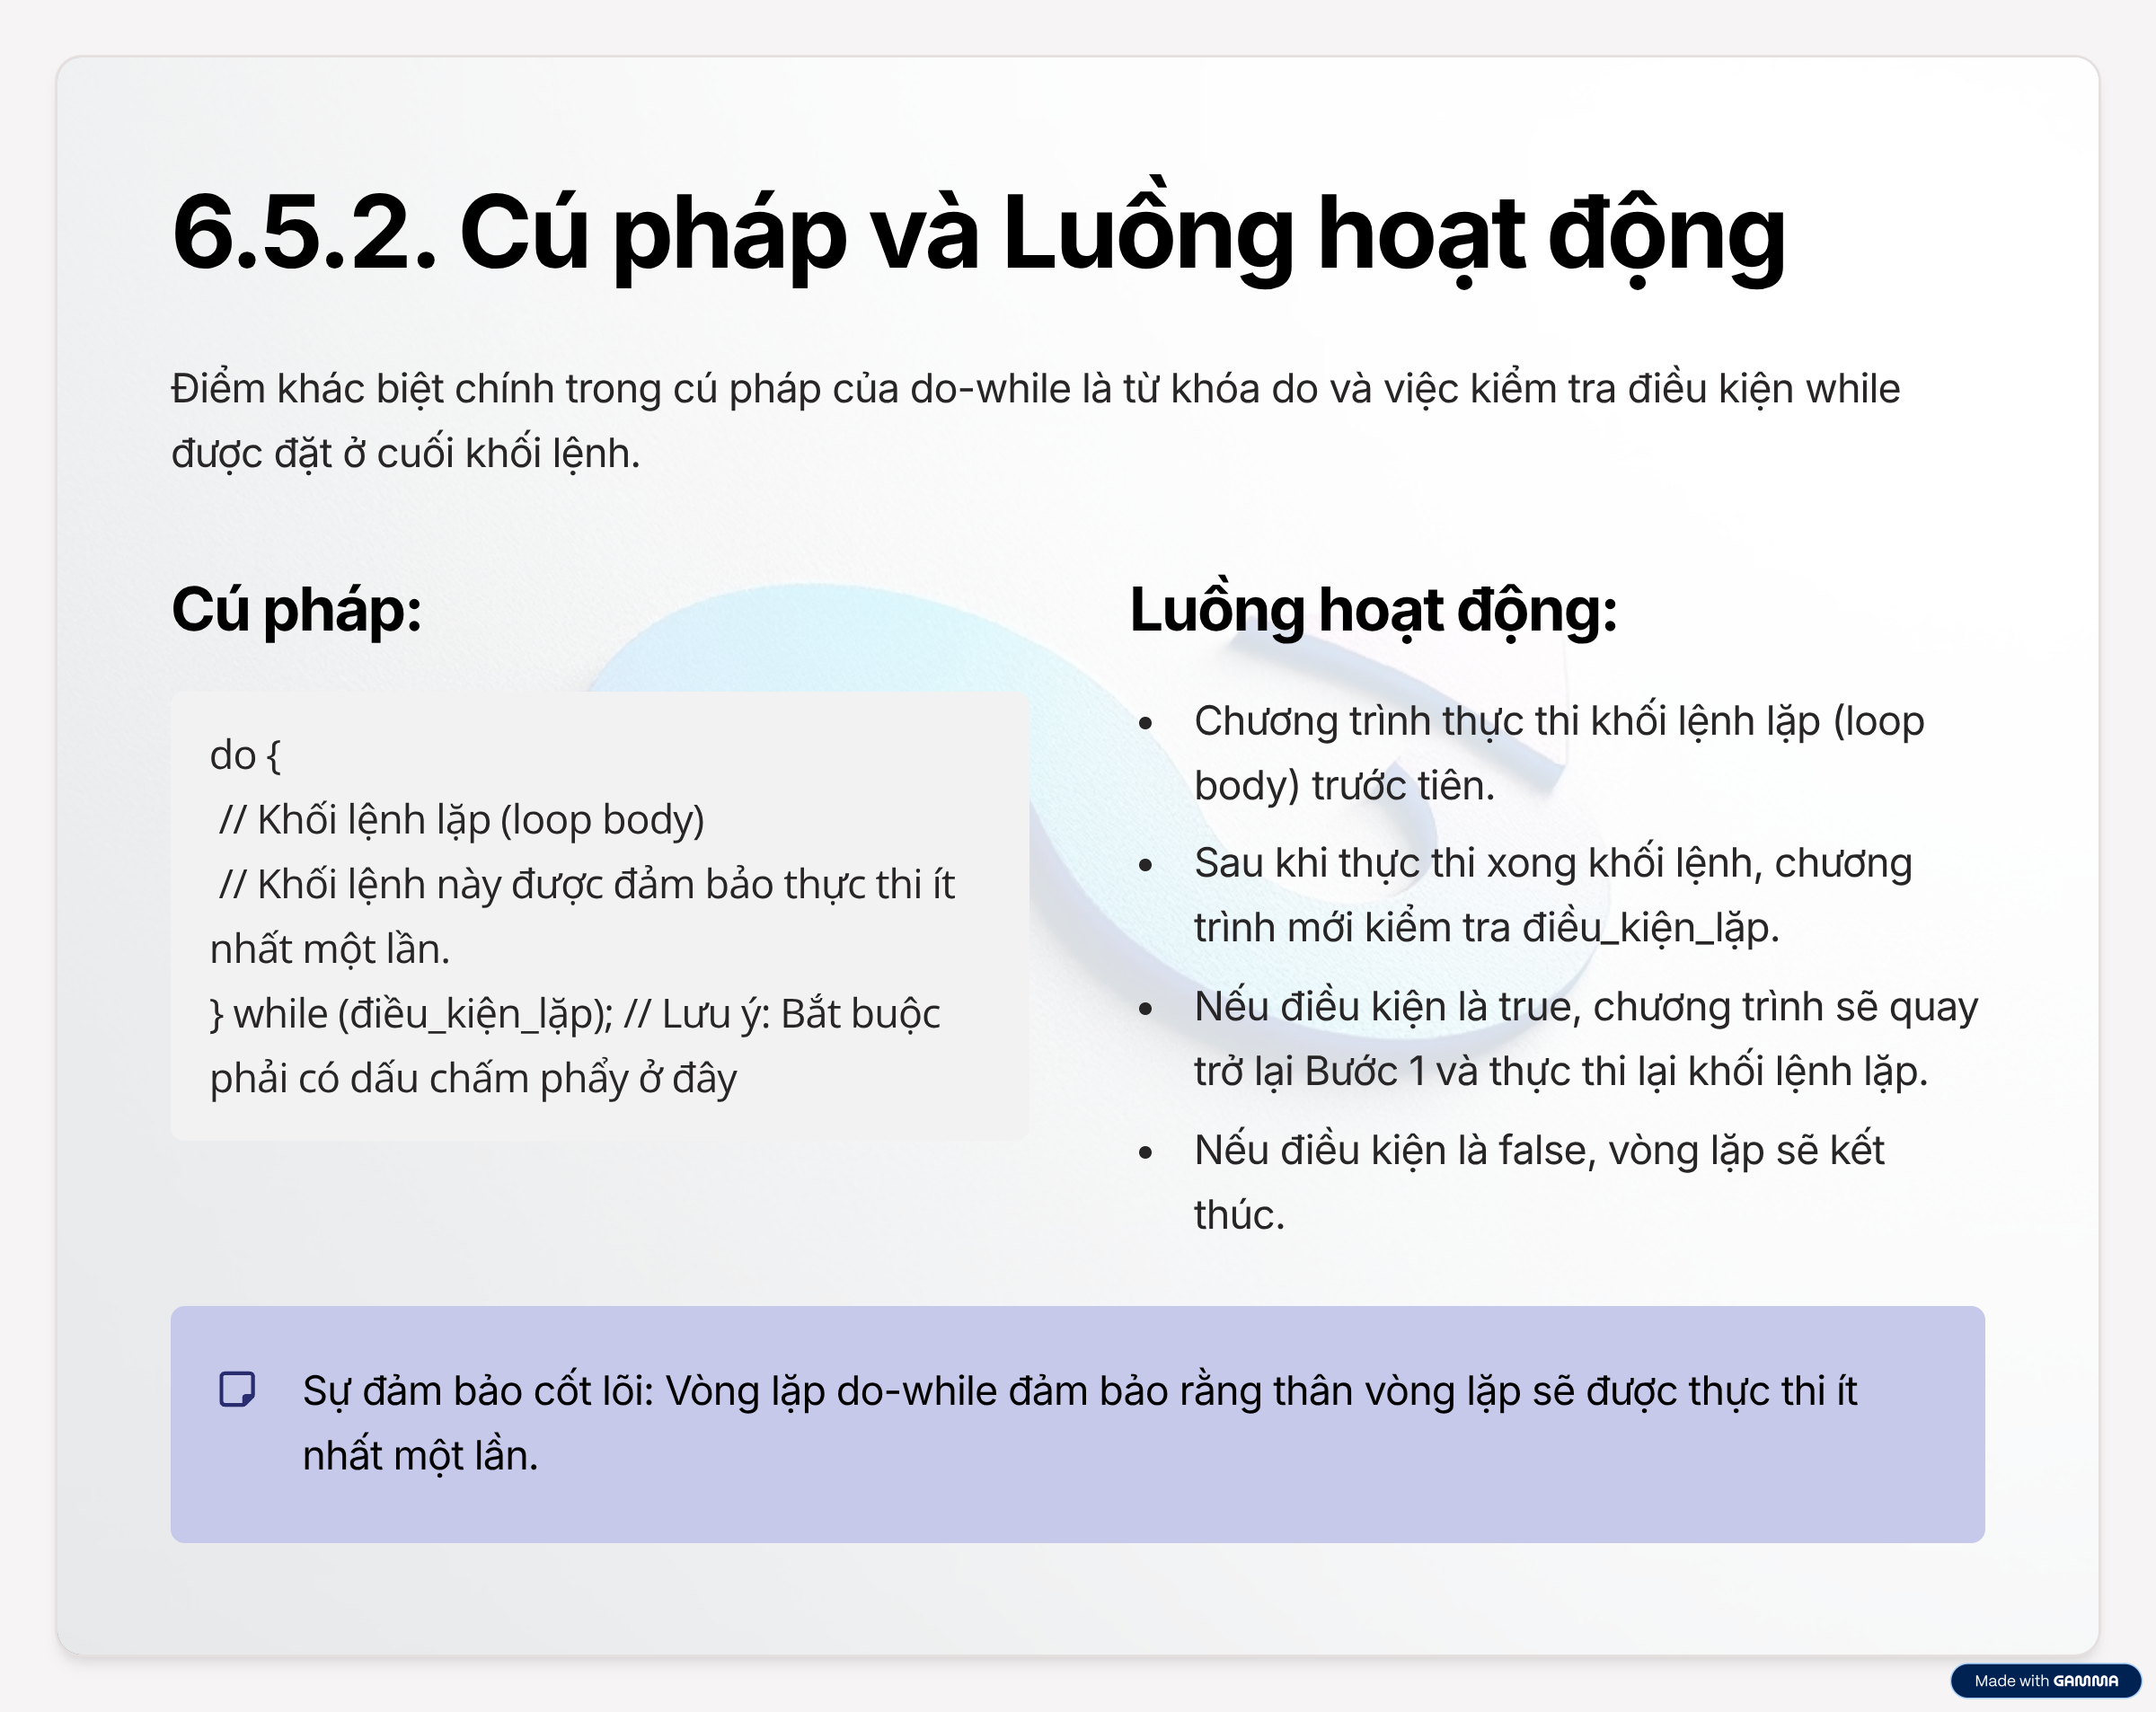 6.5.2. Cú pháp và Luồng hoạt động
Điểm khác biệt chính trong cú pháp của do-while là từ khóa do và việc kiểm tra điều kiện while
được đặt ở cuối khối lệnh.
Cú pháp:
do {
// Khối lệnh lặp (loop body)
// Khối lệnh này được đảm bảo thực thi ít
nhất một lần.
} while (điều_kiện_lặp); // Lưu ý: Bắt buộc
phải có dấu chấm phẩy ở đây
Luồng hoạt động:
• Chương trình thực thi khối lệnh lặp (loop
body) trước tiên.
• Sau khi thực thi xong khối lệnh, chương
trình mới kiểm tra điều_kiện_lặp.
• Nếu điều kiện là true, chương trình sẽ quay
trở lại Bước 1 và thực thi lại khối lệnh lặp.
• Nếu điều kiện là false, vòng lặp sẽ kết
thúc.
Sự đảm bảo cốt lõi: Vòng lặp do-while đảm bảo rằng thân vòng lặp sẽ được thực thi ít
nhất một lần.
Made with GAMMA